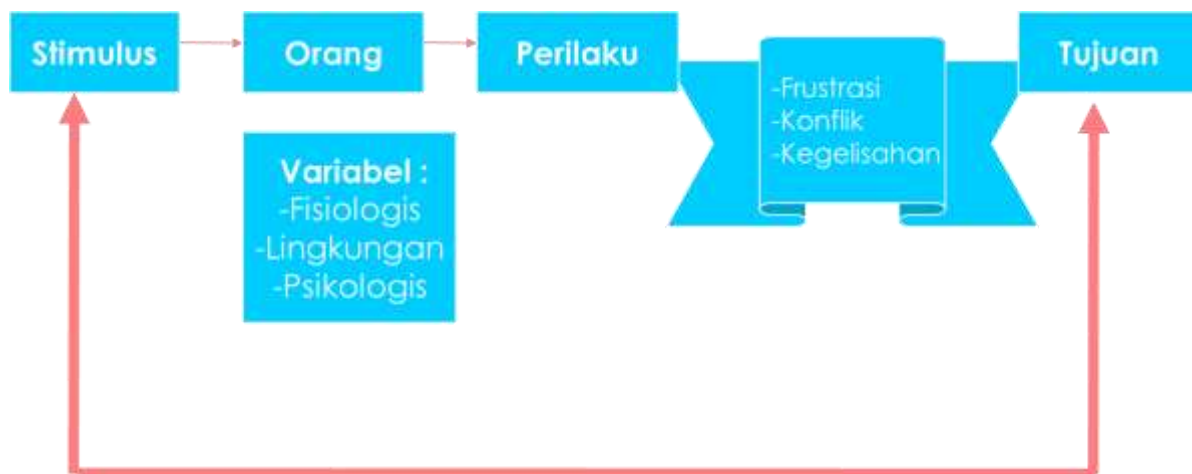 Stimulus
Orang
Perilaku
-Frustrasi
-Konflik
-Kegelisahan
Tujuan
Variabel :
-Fisiologis
-Lingkungan
-Psikologis